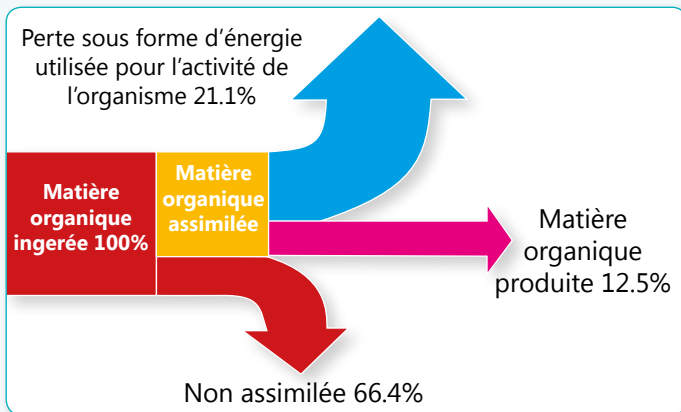 Perte sous forme d'énergie
utilisée pour l'activité de
l'organisme 21.1%
Matière
organique
ingerée 100%
Matière
organique
assimilée
Matière
organique
produite 12.5%
Non assimilée 66.4%